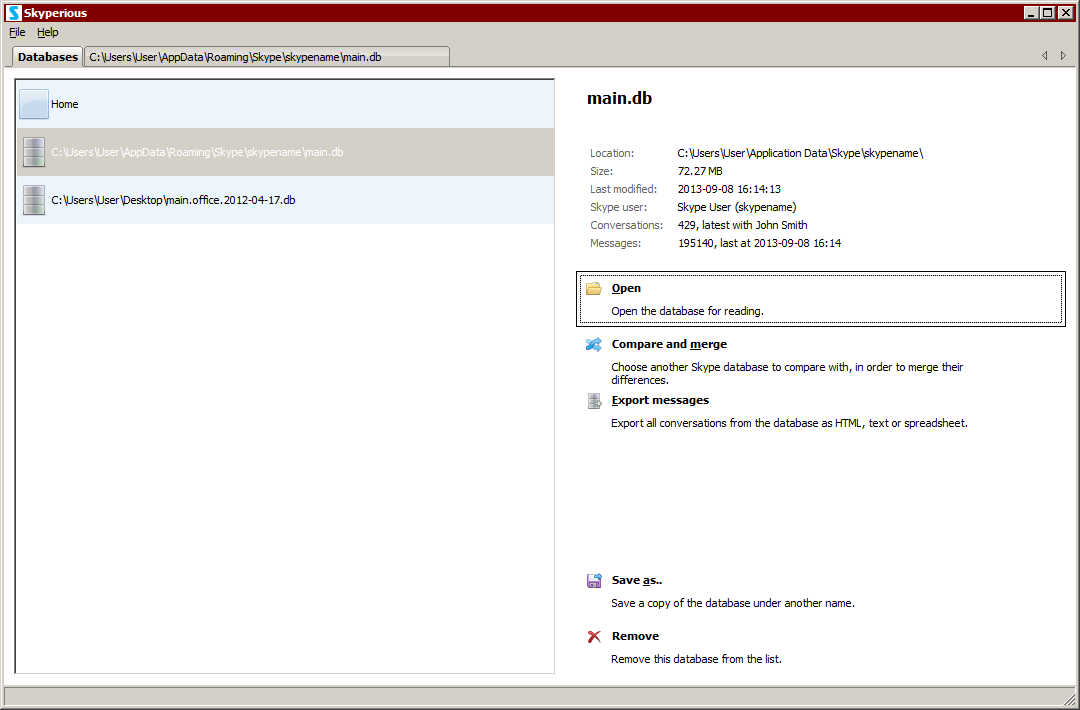 Skyperious
File Help
Databases C:\Users\User\AppData\Roaming\Skype\skypename\main.db
Home
C:\Users\User\AppData\Roaming\Skype\skypename\main.db
C:\Users\User\Desktop\main.office.2012-04-17.db
main.db
Location: C:\Users\User\Application Data\Skype\skypename\
Size: 72.27 MB
Last modified: 2013-09-08 16:14:13
Skype user: Skype User (skypename)
Conversations: 429, latest with John Smith
Messages: 195140, last at 2013-09-08 16:14
Open
Open the database for reading.
Compare and merge
Choose another Skype database to compare with, in order to merge their
differences.
Export messages
Export all conversations from the database as HTML, text or spreadsheet.
Save as..
Save a copy of the database under another name.
Remove
Remove this database from the list.